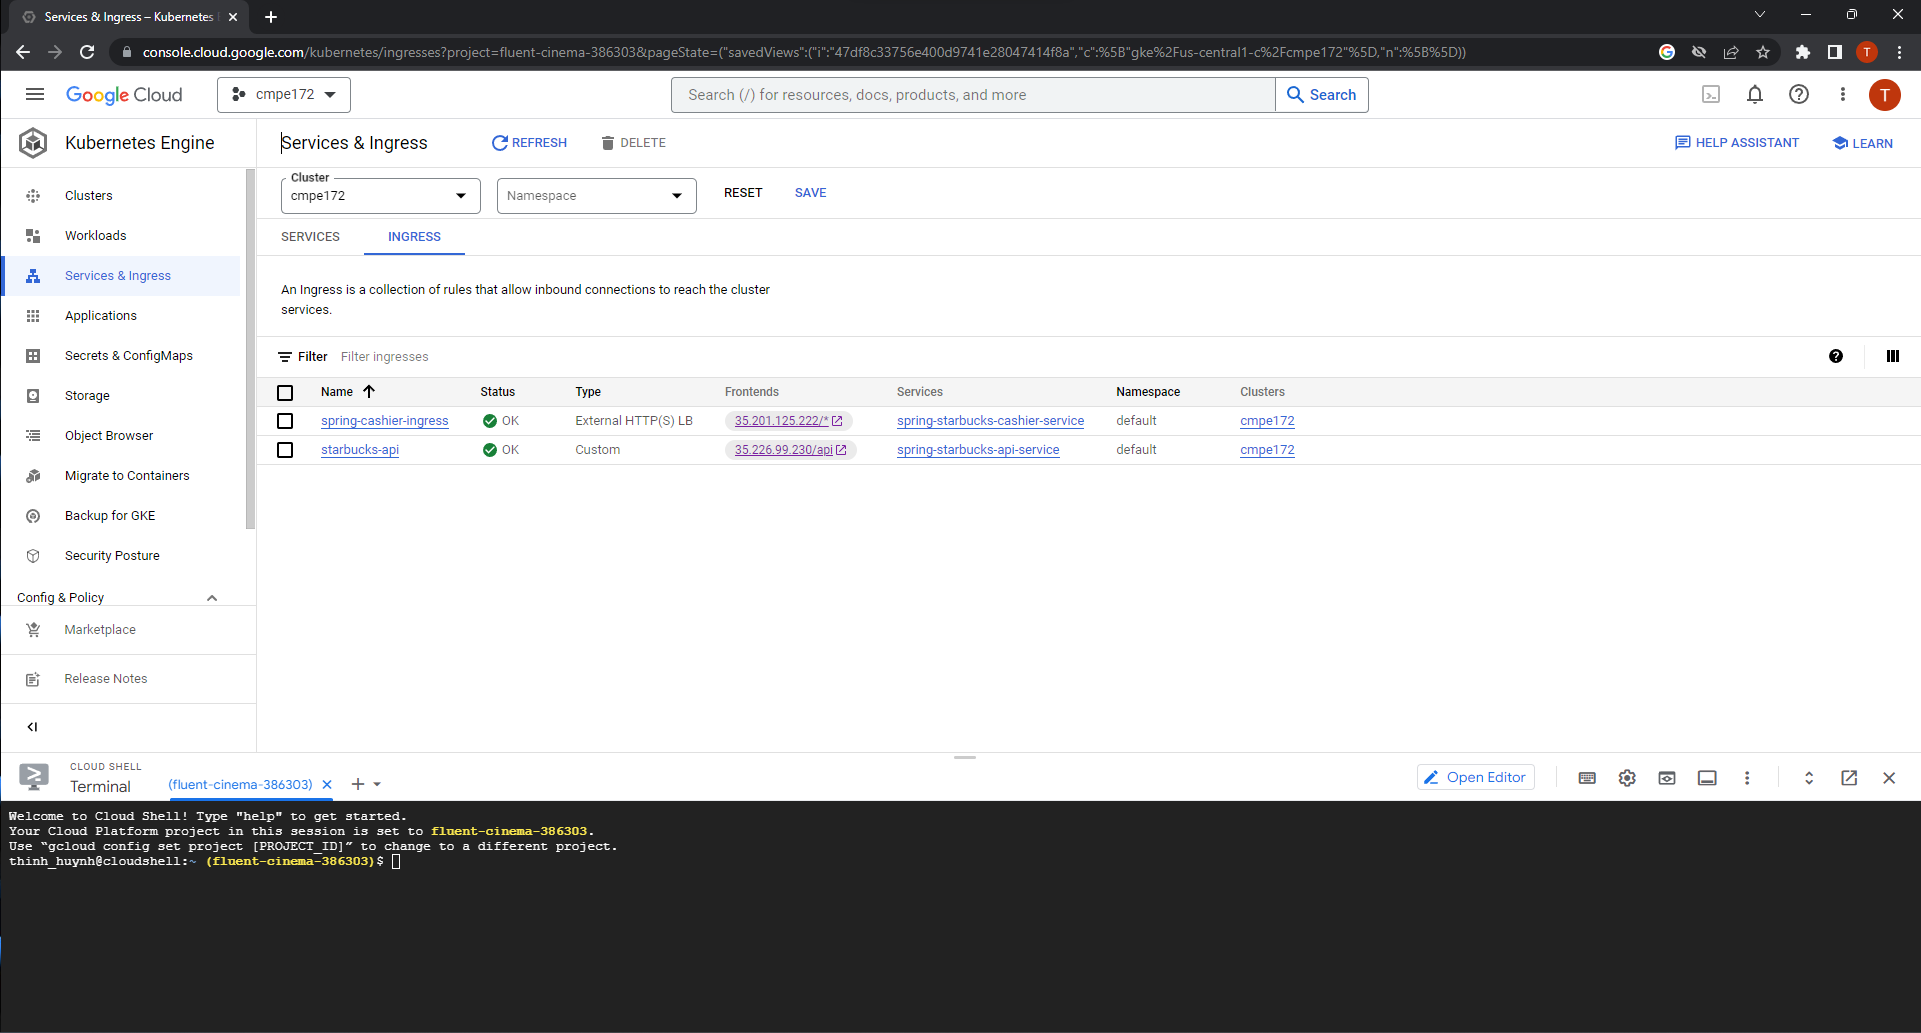 Services & Ingress – Kubernetes
console.cloud.google.com/kubernetes/ingresses?project=fluent-cinema-386303&pageState=("savedViews":("i":"47df8c33756e400d9741e28047414f8a","c":%5B"gke%2Fus-central1-c%2Fcmpe172"%5D,"n":%5B%5D))
T
Google Cloud
cmpe172
Search (/) for resources, docs, products, and more
Search
T
Kubernetes Engine
Services & Ingress
REFRESH
DELETE
HELP ASSISTANT
LEARN
Clusters
Workloads
Services & Ingress
Applications
Secrets & ConfigMaps
Storage
Object Browser
Migrate to Containers
Backup for GKE
Security Posture
Config & Policy
Marketplace
Release Notes
Cluster
cmpe172
Namespace
RESET
SAVE
SERVICES
INGRESS
An Ingress is a collection of rules that allow inbound connections to reach the cluster
services.
Filter
Filter ingresses
Name Status Type Frontends Services Namespace Clusters
spring-cashier-ingress OK External HTTP(S) LB 35.201.125.222/* spring-starbucks-cashier-service default cmpe172
starbucks-api OK Custom 35.226.99.230/api spring-starbucks-api-service default cmpe172
CLOUD SHELL
Terminal
(fluent-cinema-386303)
Open Editor
Welcome to Cloud Shell! Type "help" to get started.
Your Cloud Platform project in this session is set to fluent-cinema-386303.
Use “gcloud config set project [PROJECT_ID]” to change to a different project.
thinh_huynh@cloudshell:~ (fluent-cinema-386303)$